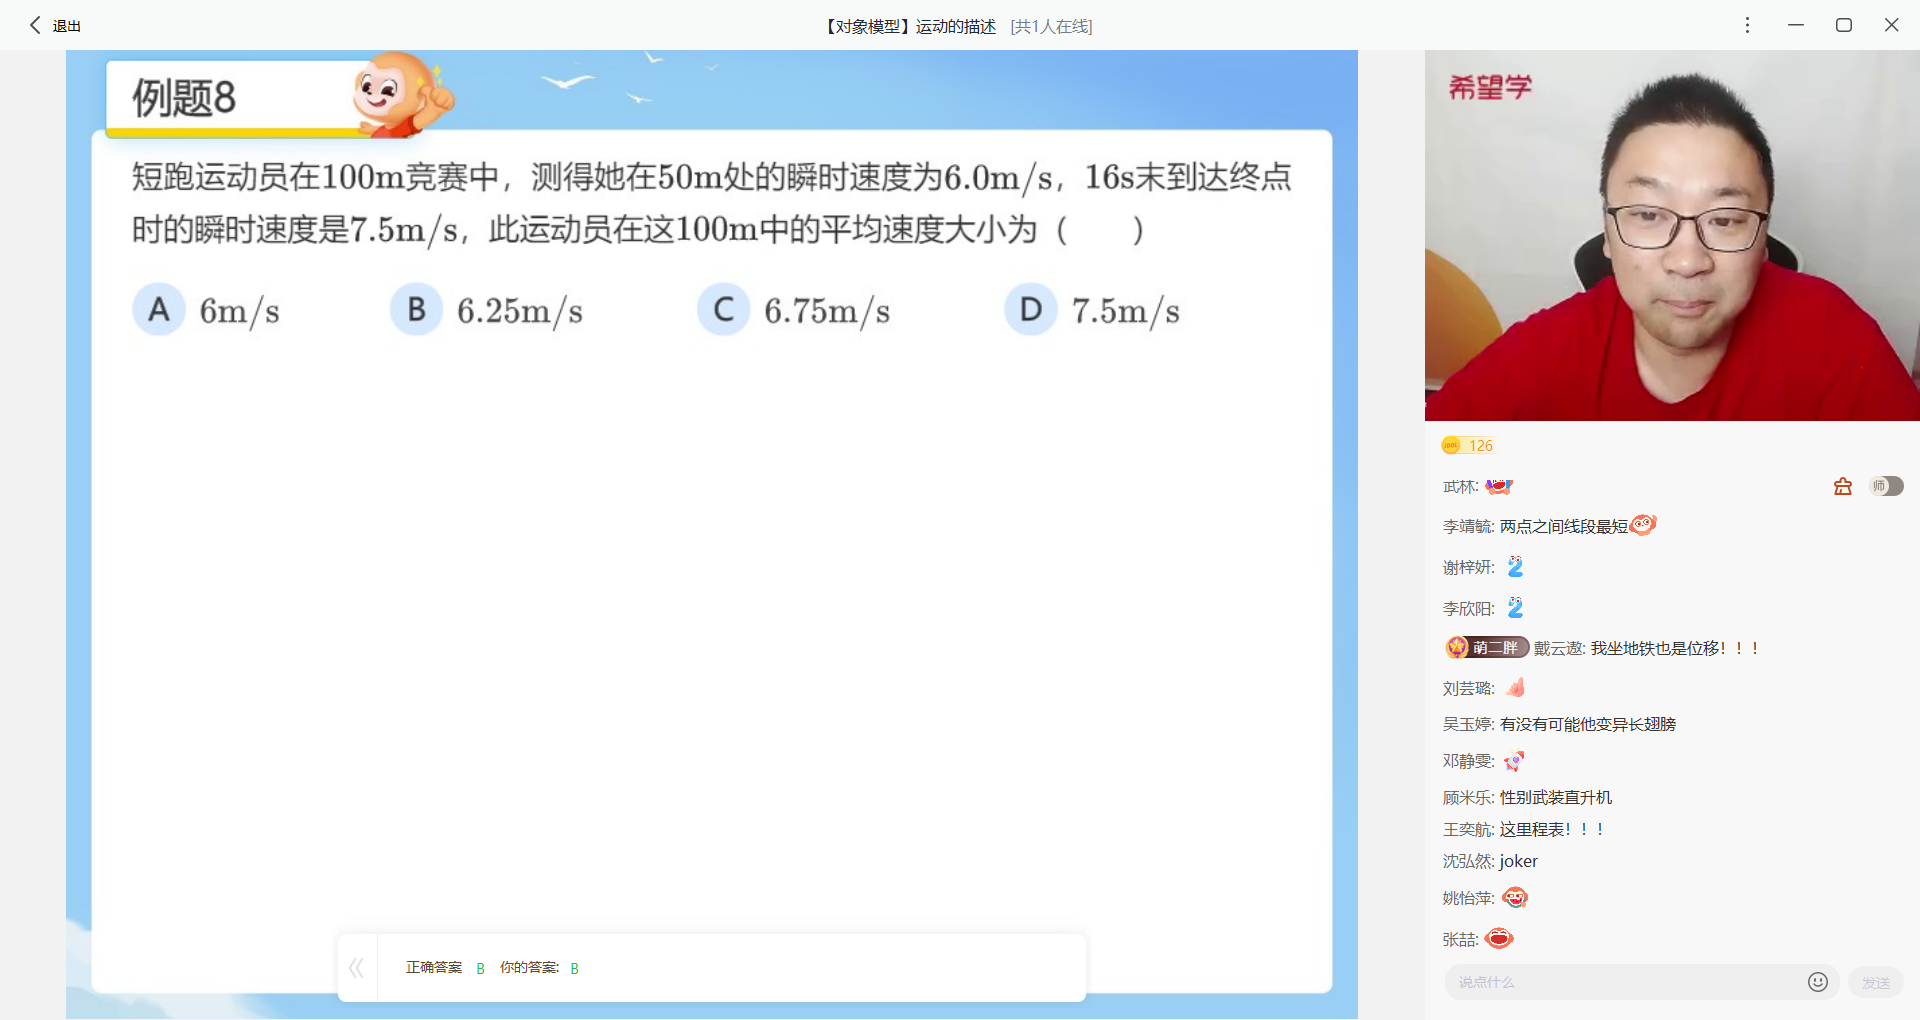 退出
【对象模型】运动的描述 [共1人在线]
例题8
短跑运动员在100m竞赛中，测得她在50m处的瞬时速度为6.0m/s，16s末到达终点
时的瞬时速度是7.5m/s，此运动员在这100m中的平均速度大小为（　　）
A 6m/s B 6.25m/s C 6.75m/s D 7.5m/s
正确答案 B 你的答案: B
希望学
126
武林:
师
李靖毓: 两点之间线段最短
谢梓妍: 2
李欣阳: 2
萌二胖 戴云遨: 我坐地铁也是位移！！！
刘芸璐:
吴玉婷: 有没有可能他变异长翅膀
邓静雯:
顾米乐: 性别武装直升机
王奕航: 这里程表！！！
沈弘然: joker
姚怡萍:
张喆:
说点什么
发送